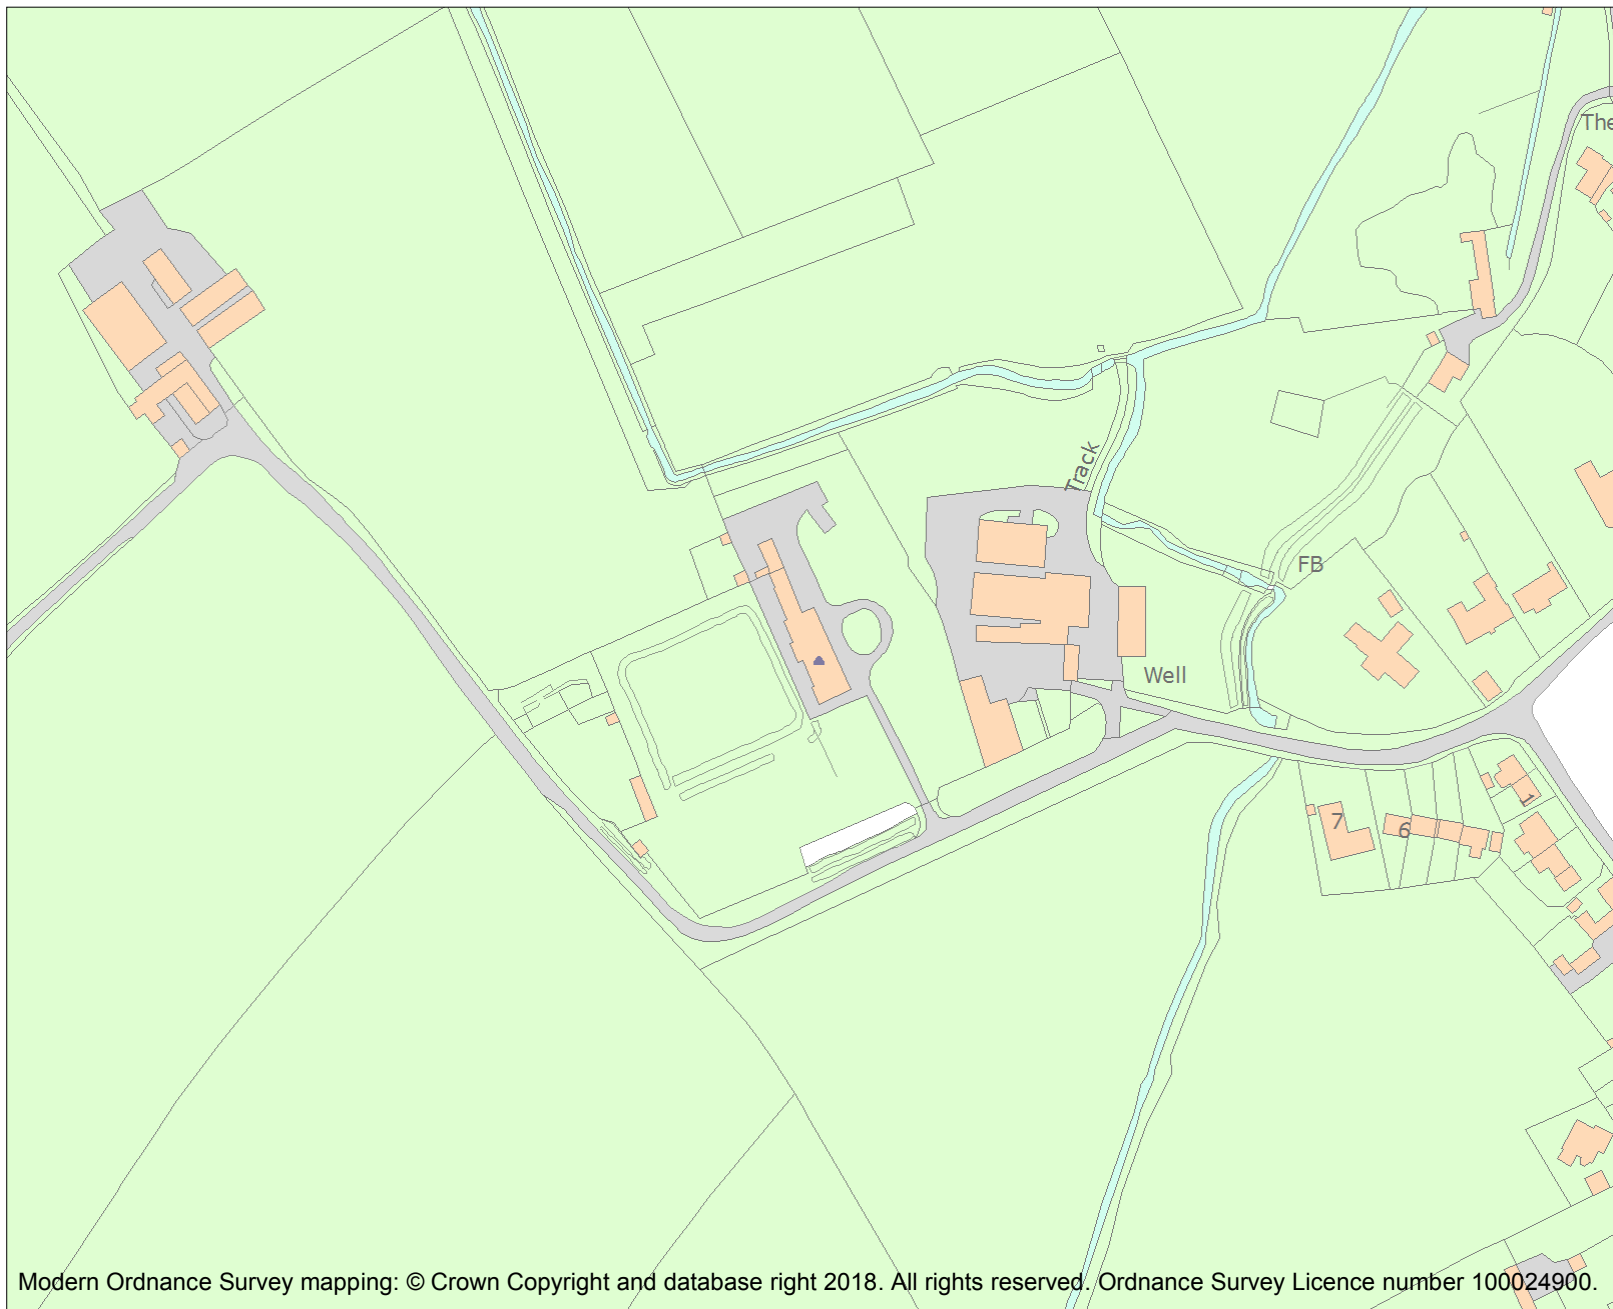 The
Track
FB
Well
1
7
6
Modern Ordnance Survey mapping: © Crown Copyright and database right 2018. All rights reserved. Ordnance Survey Licence number 100024900.